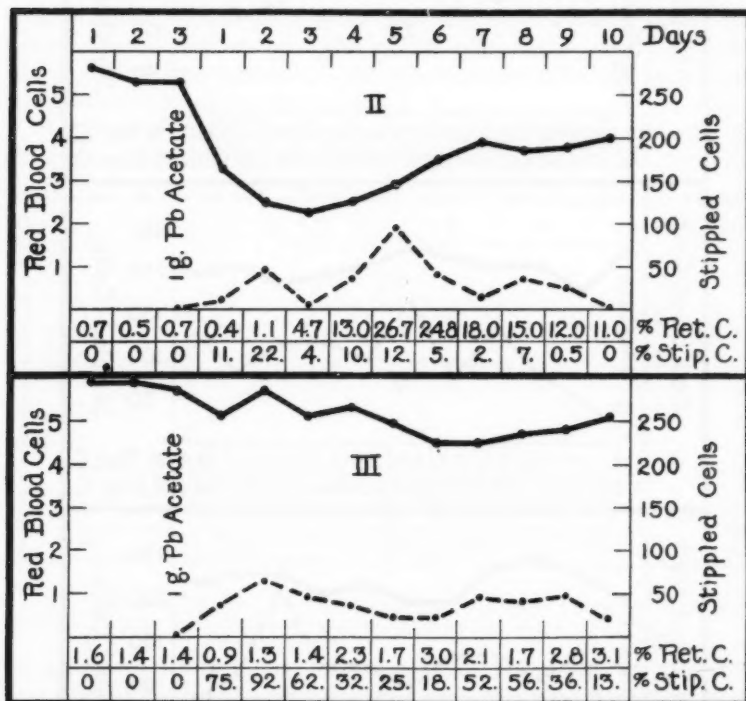 1 2 3 1 2 3 4 5 6 7 8 9 10 Days
Red Blood Cells
5
4
3
2
1
1 g. Pb Acetate
II
250
200
150
100
50
Stippled Cells
0.7 0.5 0.7 0.4 1.1 4.7 13.0 26.7 24.8 18.0 15.0 12.0 11.0 % Ret. C.
0 0 0 11. 22. 4. 10. 12. 5. 2. 7. 0.5 0 % Stip. C.
Red Blood Cells
5
4
3
2
1
1 g. Pb Acetate
III
250
200
150
100
50
Stippled Cells
1.6 1.4 1.4 0.9 1.3 1.4 2.3 1.7 3.0 2.1 1.7 2.8 3.1 % Ret. C.
0 0 0 75. 92. 62. 32. 25. 18. 52. 56. 36. 13. % Stip. C.